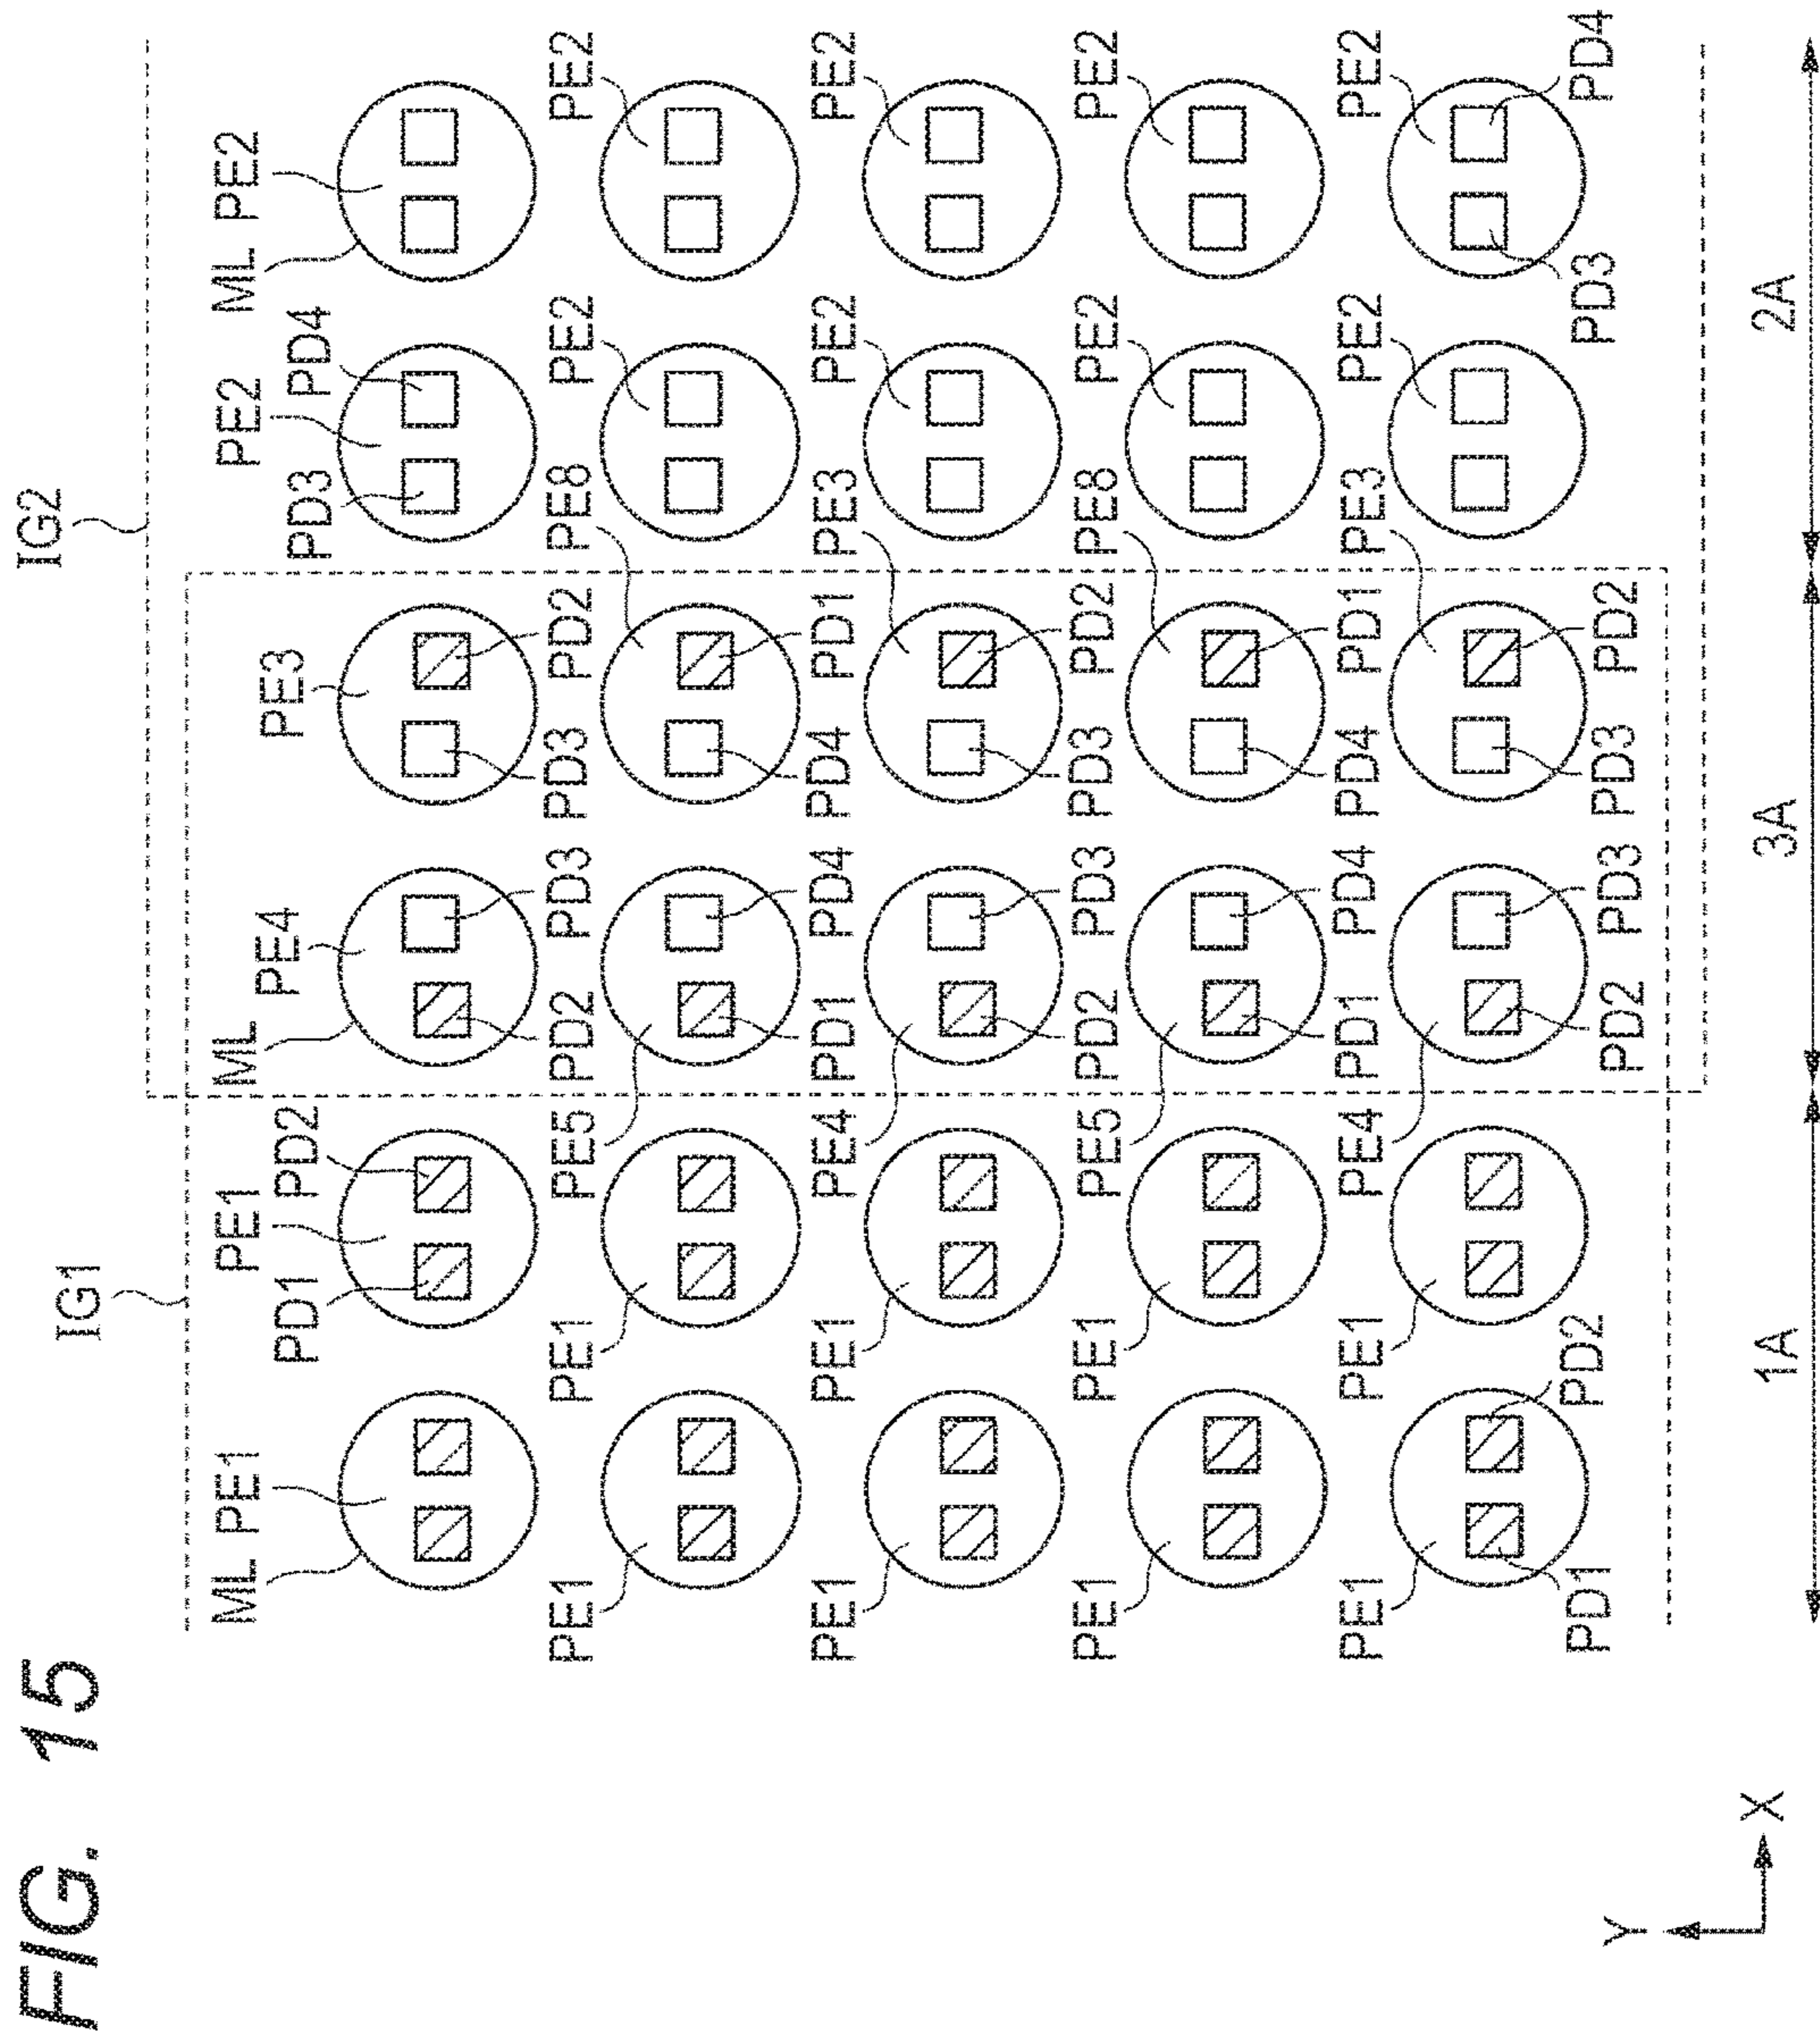 FIG. 15
IG2
IG1
ML PE1 PE1 ML PE2 ML PE2
PD1 PD2 PE4 PE3 PD3 PD4
PE1 PE1 PE5 PD2 PD3 PD3 PD2 PE8 PE2 PE2
PE1 PE1 PE4 PD1 PD4 PD4 PD1 PE3 PE2 PE2
PE1 PE1 PE5 PD2 PD3 PD3 PD2 PE8 PE2 PE2
PE1 PE1 PE4 PD1 PD4 PD4 PD1 PE3 PE2 PE2
PD1 PD2 PD2 PD3 PD3 PD2 PD3 PD4
Y
X
1A 3A 2A